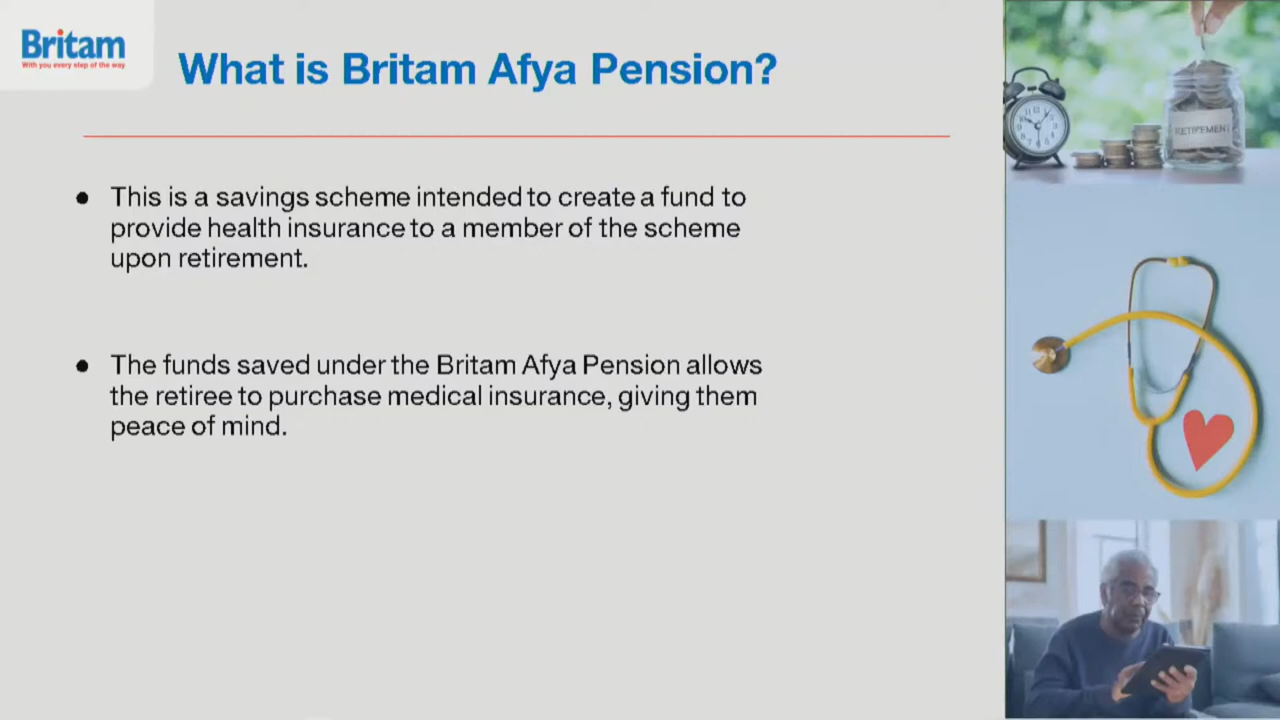 Britam
With you every step of the way
What is Britam Afya Pension?
● This is a savings scheme intended to create a fund to
provide health insurance to a member of the scheme
upon retirement.
● The funds saved under the Britam Afya Pension allows
the retiree to purchase medical insurance, giving them
peace of mind.
RETIREMENT